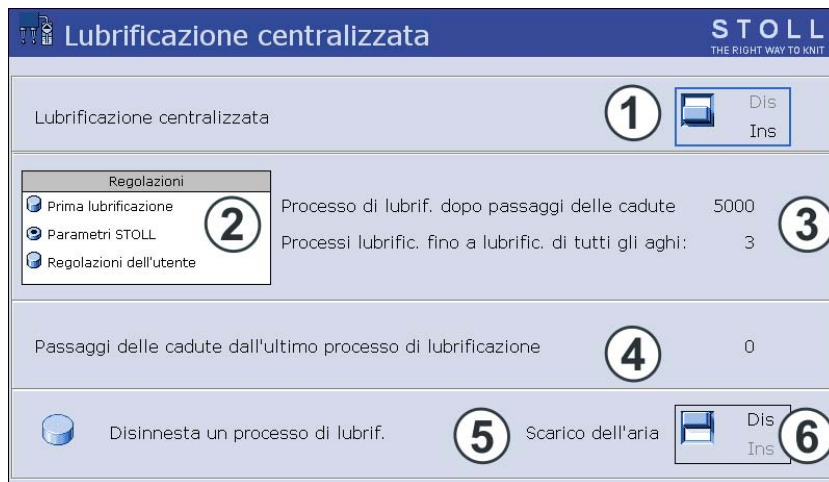 Lubrificazione centralizzata
STOLL
THE RIGHT WAY TO KNIT
Lubrificazione centralizzata
1
Dis
Ins
Regolazioni
Prima lubrificazione
Parametri STOLL
Regolazioni dell'utente
2
Processo di lubrif. dopo passaggi delle cadute 5000
Processi lubrific. fino a lubrific. di tutti gli aghi: 3
3
Passaggi delle cadute dall'ultimo processo di lubrificazione
4
0
Disinnesta un processo di lubrif.
5
Scarico dell'aria
Dis
Ins
6